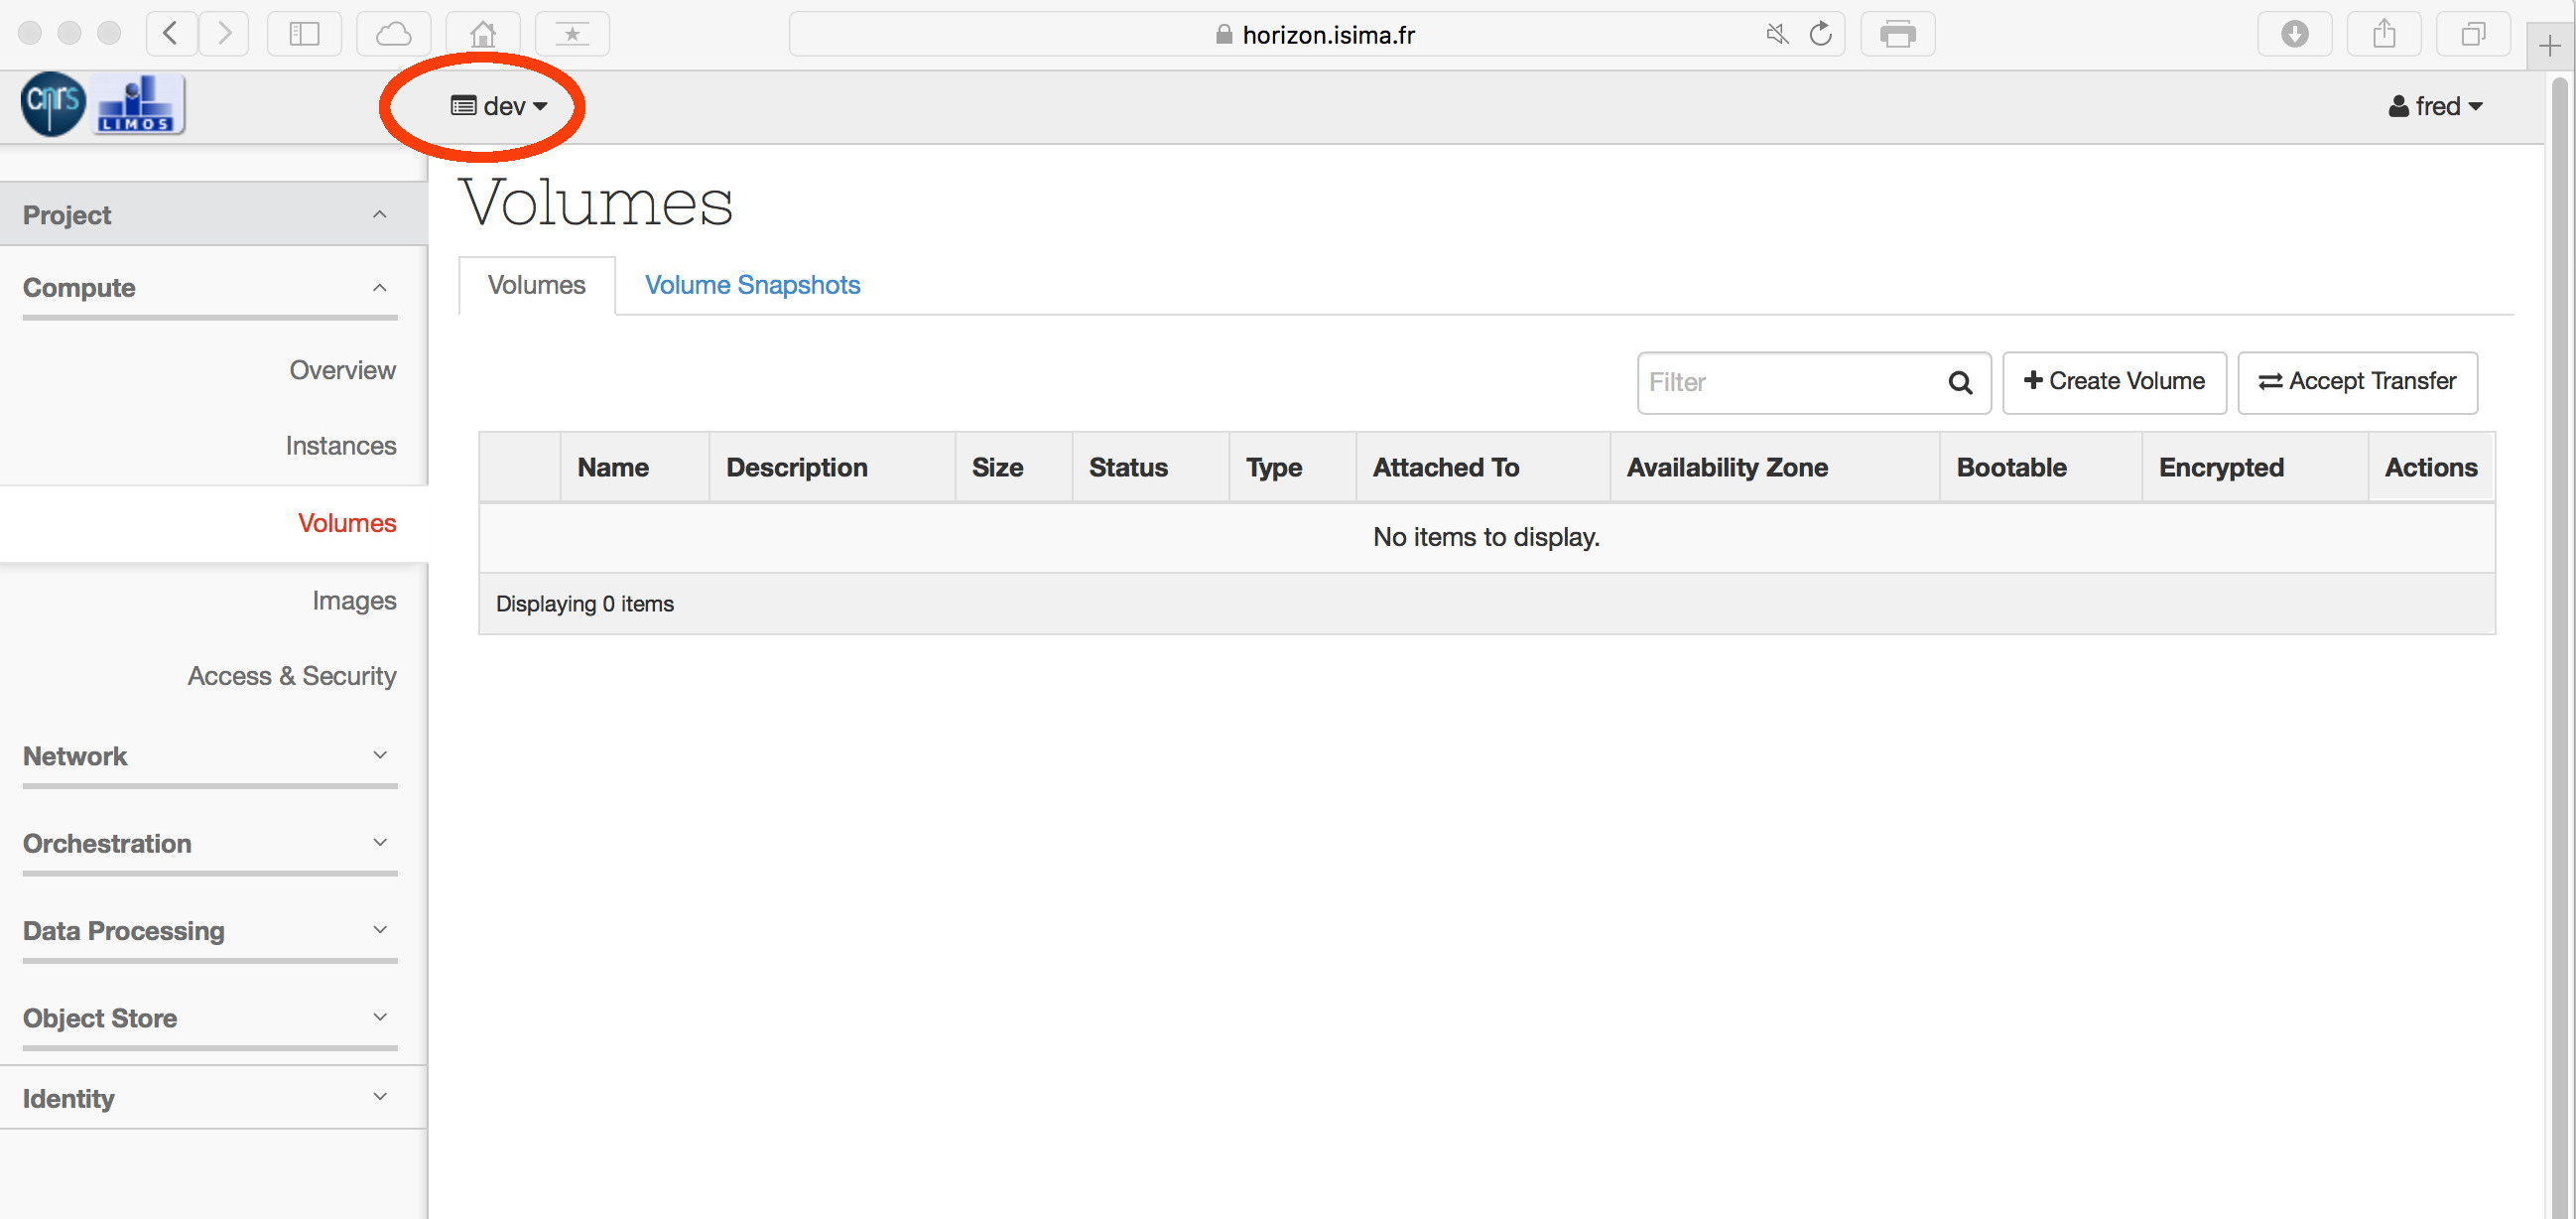 horizon.isima.fr
cnrs LIMOS dev fred
Project
Compute
Overview
Instances
Volumes
Images
Access & Security
Network
Orchestration
Data Processing
Object Store
Identity
Volumes
Volumes Volume Snapshots
Filter Create Volume Accept Transfer
Name Description Size Status Type Attached To Availability Zone Bootable Encrypted Actions
No items to display.
Displaying 0 items